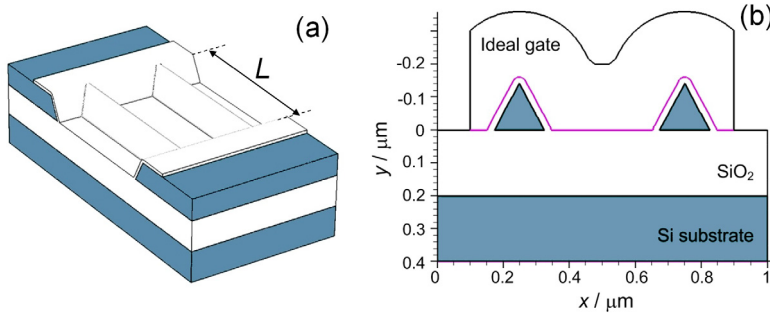 (a)
L
(b)
Ideal gate
-0.2
-0.1
0
0.1
0.2
0.3
0.4
y / μm
SiO₂
Si substrate
0 0.2 0.4 0.6 0.8 1
x / μm